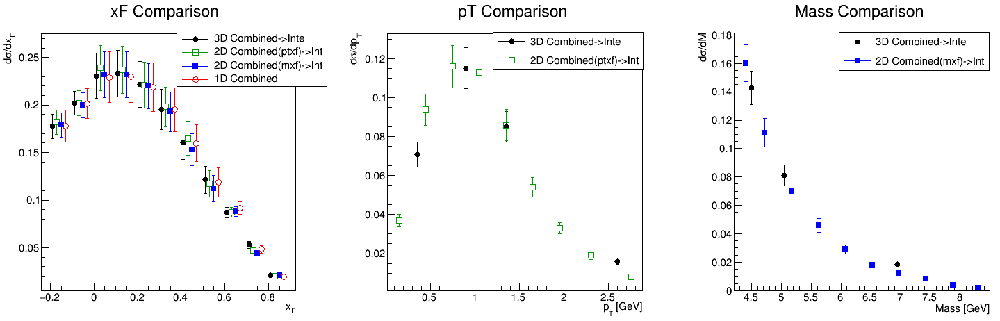 xF Comparison
dσ/dx_F
3D Combined->Inte
2D Combined(ptxf)->Int
2D Combined(mxf)->Int
1D Combined
0.25
0.2
0.15
0.1
0.05
−0.2 0 0.2 0.4 0.6 0.8
x_F
pT Comparison
dσ/dp_T
3D Combined->Inte
2D Combined(ptxf)->Int
0.12
0.1
0.08
0.06
0.04
0.02
0.5 1 1.5 2 2.5
p_T [GeV]
Mass Comparison
dσ/dM
3D Combined->Inte
2D Combined(mxf)->Int
0.18
0.16
0.14
0.12
0.1
0.08
0.06
0.04
0.02
0
4.5 5 5.5 6 6.5 7 7.5 8
Mass [GeV]